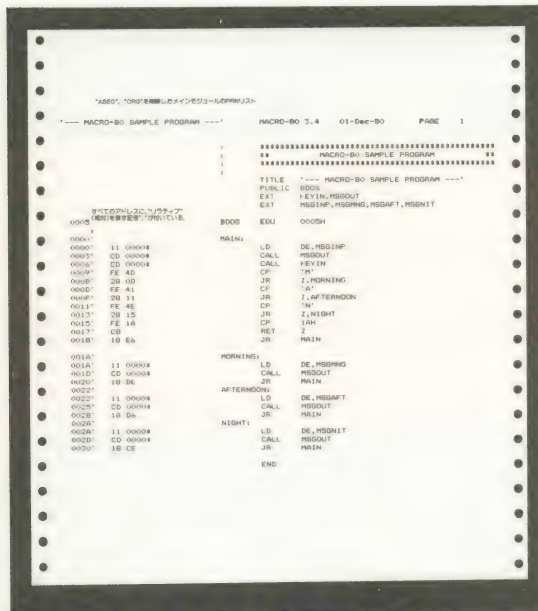 "ASEG", "ORG"を削除したメインモジュールのPRNリスト
'--- MACRO-80 SAMPLE PROGRAM ---' MACRO-80 3.4 01-Dec-80 PAGE 1
;
; ** MACRO-80 SAMPLE PROGRAM **
;
TITLE '--- MACRO-80 SAMPLE PROGRAM ---'
PUBLIC BDOS
EXT KEYIN,MSGOUT
EXT MSGINP,MSGMNG,MSGAFT,MSGNIT
すべてのアドレスに、"リラティブ"
(相対)を表す記号"'"が付いている。
0005 BDOS EQU 0005H
0000' MAIN:
0000' 11 0000* LD DE,MSGINP
0003' CD 0000* CALL MSGOUT
0006' CD 0000* CALL KEYIN
0009' FE 4D CP 'M'
000B' 28 0D JR Z,MORNING
000D' FE 41 CP 'A'
000F' 28 11 JR Z,AFTERNOON
0011' FE 4E CP 'N'
0013' 28 15 JR Z,NIGHT
0015' FE 1A CP 1AH
0017' C8 RET Z
0018' 18 E6 JR MAIN
001A' MORNING:
001A' 11 0000* LD DE,MSGMNG
001D' CD 0000* CALL MSGOUT
0020' 18 DE JR MAIN
0022' AFTERNOON:
0022' 11 0000* LD DE,MSGAFT
0025' CD 0000* CALL MSGOUT
0028' 18 D6 JR MAIN
002A' NIGHT:
002A' 11 0000* LD DE,MSGNIT
002D' CD 0000* CALL MSGOUT
0030' 18 CE JR MAIN
END